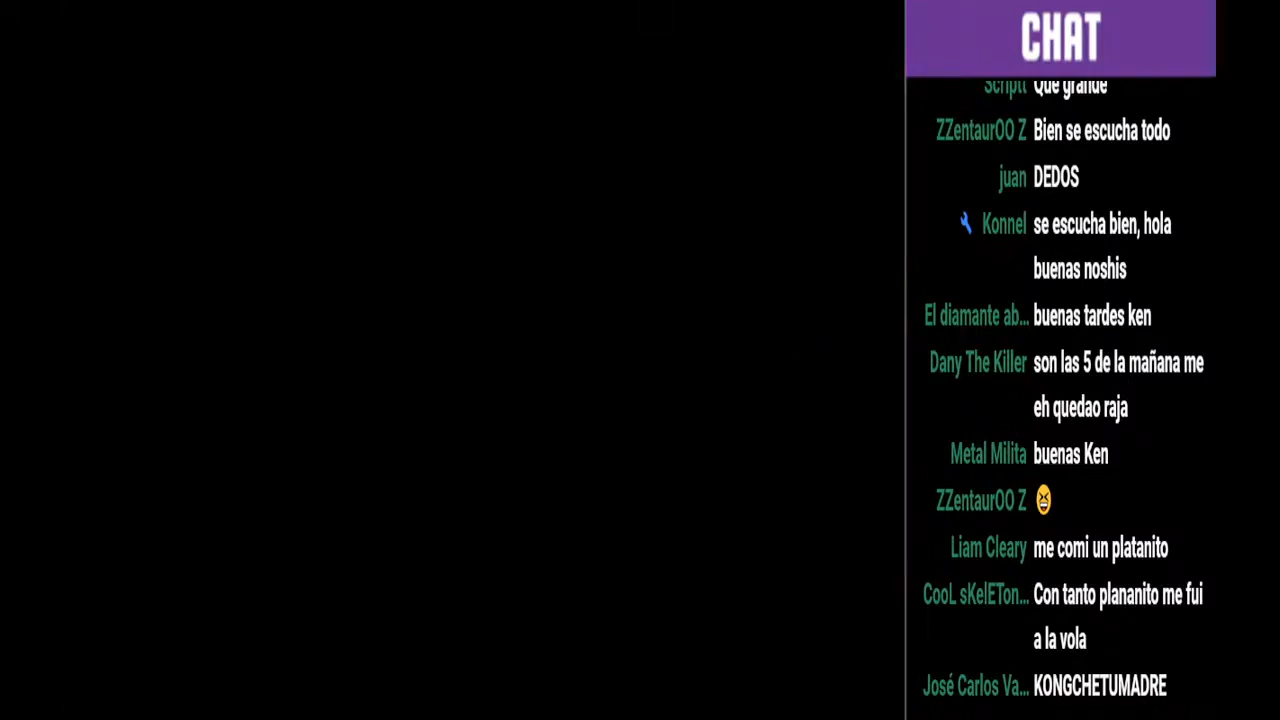 CHAT
Scriptt Que grande
ZZentaurOO Z Bien se escucha todo
juan DEDOS
Konnel se escucha bien, hola
buenas noshis
El diamante ab... buenas tardes ken
Dany The Killer son las 5 de la mañana me
eh quedao raja
Metal Milita buenas Ken
ZZentaurOO Z 😆
Liam Cleary me comi un platanito
CooL sKelETon... Con tanto plananito me fui
a la vola
José Carlos Va... KONGCHETUMADRE